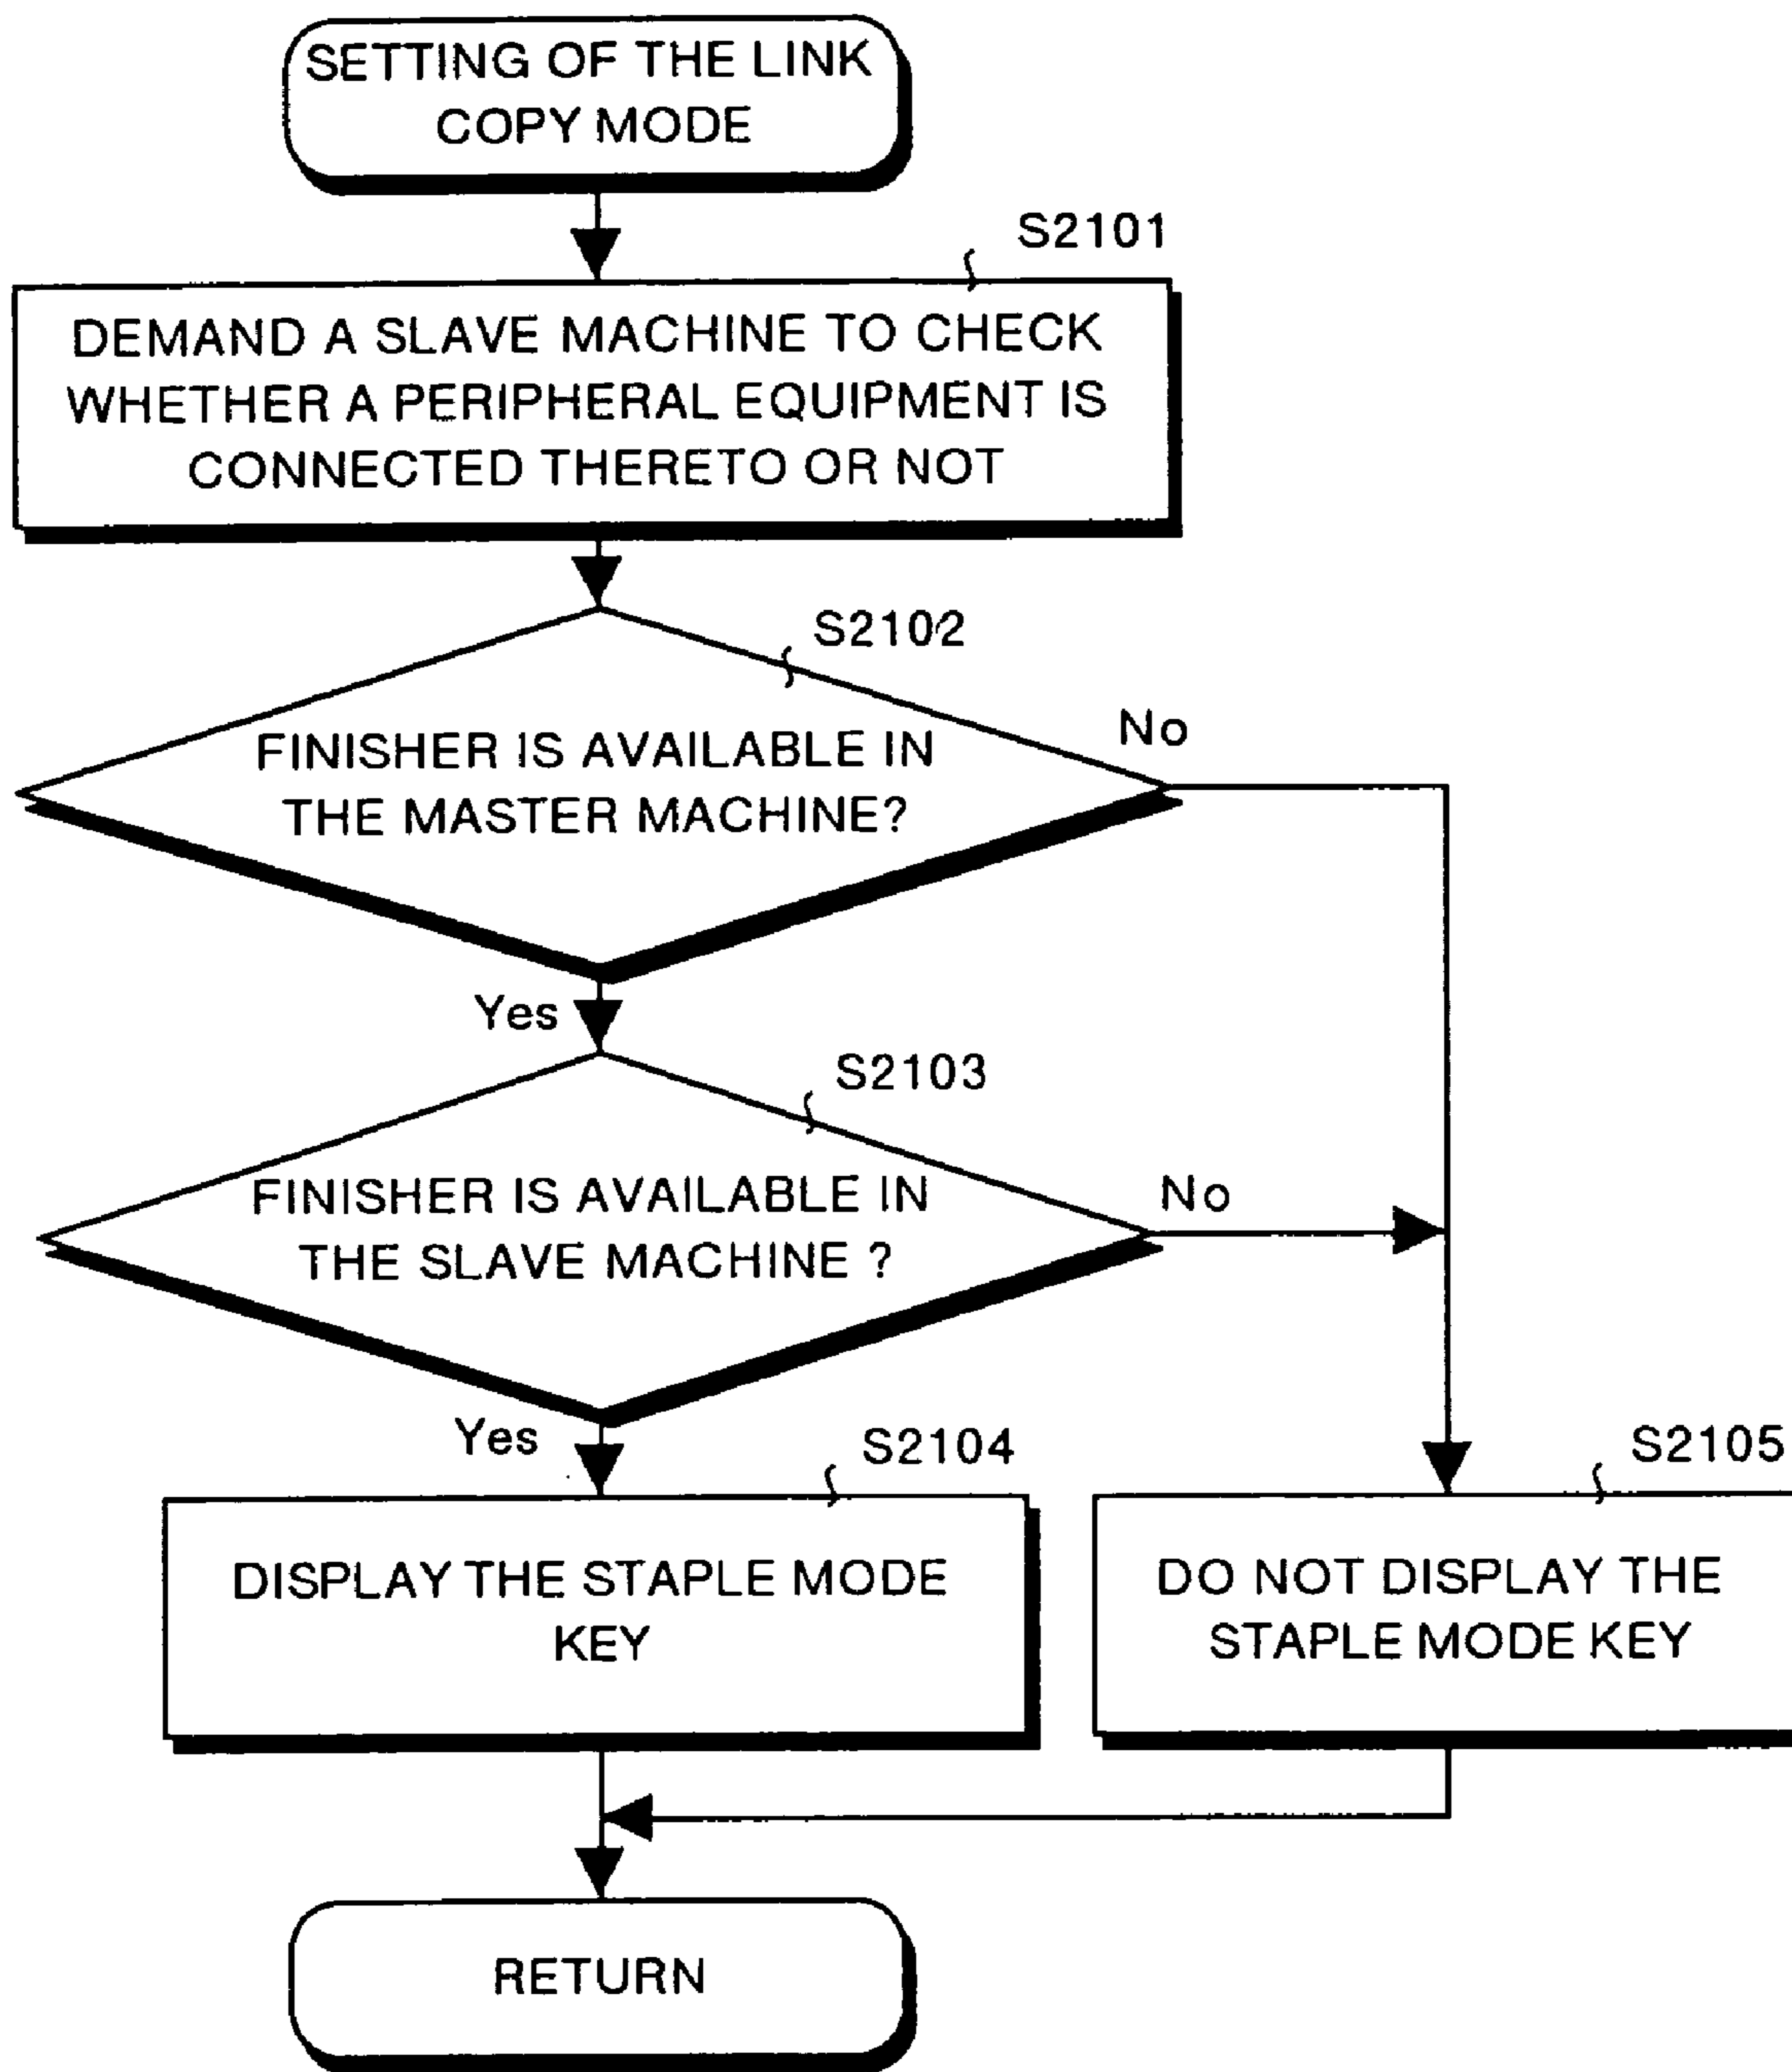 SETTING OF THE LINK
COPY MODE
S2101
DEMAND A SLAVE MACHINE TO CHECK
WHETHER A PERIPHERAL EQUIPMENT IS
CONNECTED THERETO OR NOT
S2102
FINISHER IS AVAILABLE IN
THE MASTER MACHINE?
No
Yes
S2103
FINISHER IS AVAILABLE IN
THE SLAVE MACHINE ?
No
Yes
S2104
DISPLAY THE STAPLE MODE
KEY
S2105
DO NOT DISPLAY THE
STAPLE MODE KEY
RETURN